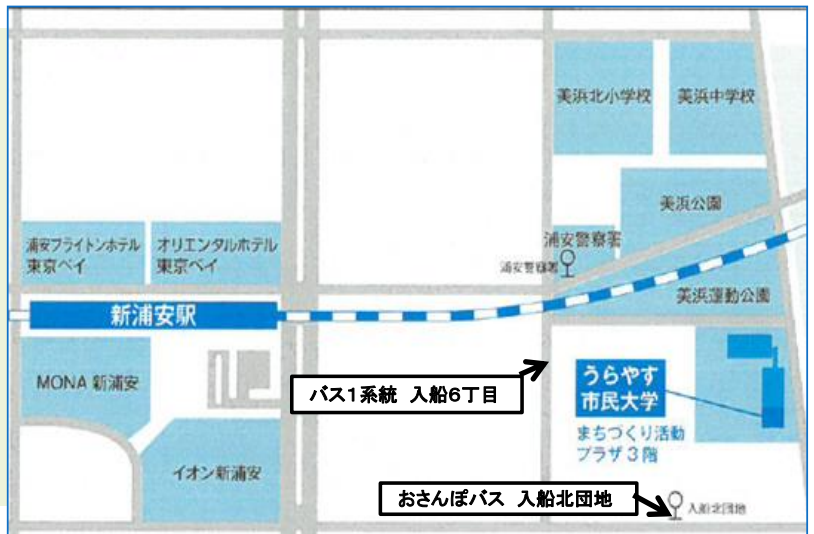 美浜北小学校
美浜中学校
美浜公園
浦安ブライトンホテル
東京ベイ
オリエンタルホテル
東京ベイ
浦安警察署
浦安警察署
美浜運動公園
新浦安駅
MONA 新浦安
バス1系統 入船6丁目
うらやす
市民大学
まちづくり活動
プラザ3階
イオン新浦安
おさんぽバス 入船北団地
入船北団地